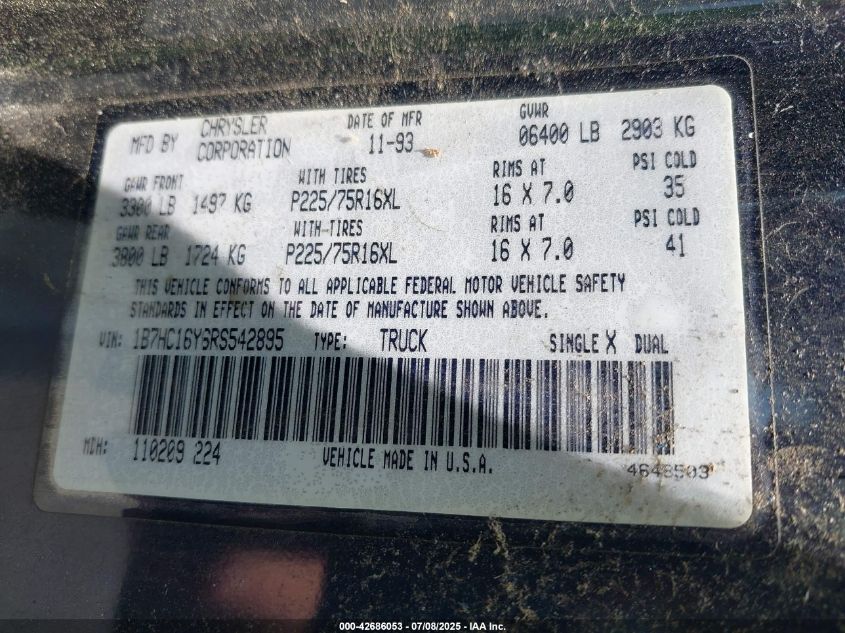 MFD BY CHRYSLER CORPORATION DATE OF MFR 11-93 GVWR 06400 LB 2903 KG
GAWR FRONT WITH TIRES RIMS AT PSI COLD
3300 LB 1497 KG P225/75R16XL 16 X 7.0 35
GAWR REAR WITH TIRES RIMS AT PSI COLD
3800 LB 1724 KG P225/75R16XL 16 X 7.0 41
THIS VEHICLE CONFORMS TO ALL APPLICABLE FEDERAL MOTOR VEHICLE SAFETY
STANDARDS IN EFFECT ON THE DATE OF MANUFACTURE SHOWN ABOVE.
VIN: 1B7HC16Y6RS542895 TYPE: TRUCK SINGLE X DUAL
MDH: 110209 224 VEHICLE MADE IN U.S.A. 4648503
000-42686053 - 07/08/2025 - IAA Inc.